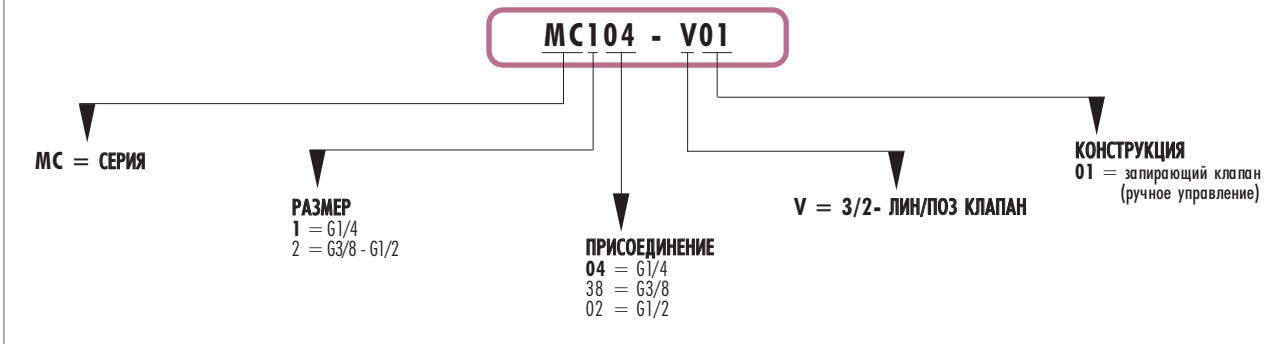 MC104 - V01
MC = СЕРИЯ
РАЗМЕР
1 = G1/4
2 = G3/8 - G1/2
ПРИСОЕДИНЕНИЕ
04 = G1/4
38 = G3/8
02 = G1/2
V = 3/2- ЛИН/ПОЗ КЛАПАН
КОНСТРУКЦИЯ
01 = запирающий клапан
(ручное управление)